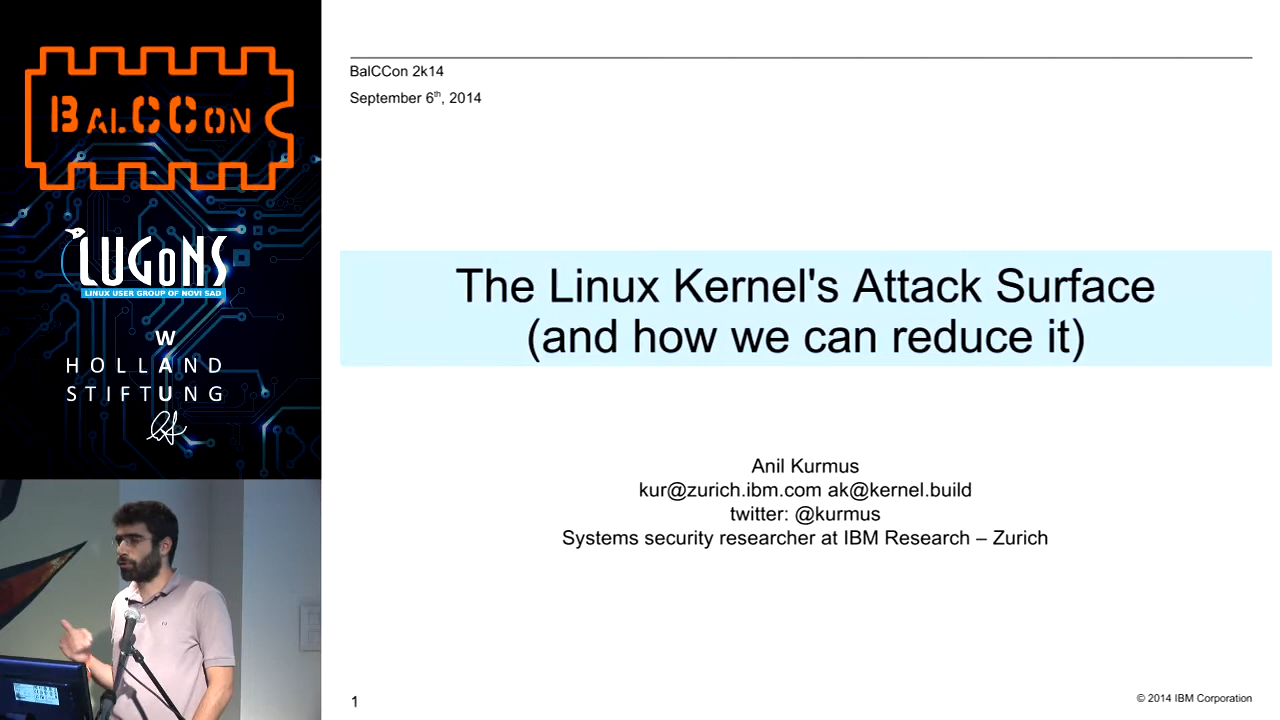 BALCCON
LUGONS
LINUX USER GROUP OF NOVI SAD
W
HOLLAND
STIFTUNG
BalCCon 2k14
September 6th, 2014
The Linux Kernel's Attack Surface
(and how we can reduce it)
Anil Kurmus
kur@zurich.ibm.com ak@kernel.build
twitter: @kurmus
Systems security researcher at IBM Research – Zurich
1
© 2014 IBM Corporation